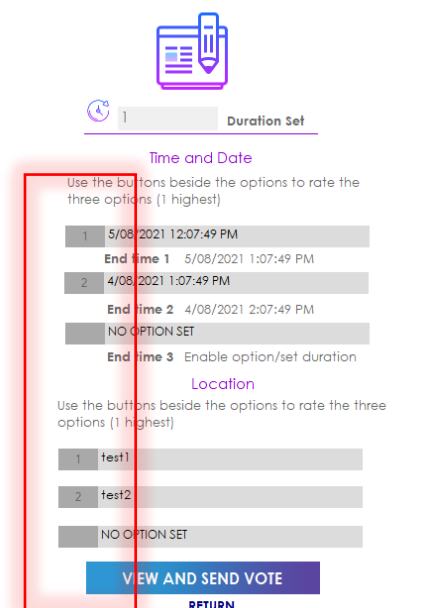 1
Duration Set
Time and Date
Use the buttons beside the options to rate the
three options (1 highest)
1 5/08/2021 12:07:49 PM
End time 1 5/08/2021 1:07:49 PM
2 4/08/2021 1:07:49 PM
End time 2 4/08/2021 2:07:49 PM
NO OPTION SET
End time 3 Enable option/set duration
Location
Use the buttons beside the options to rate the three
options (1 highest)
1 test1
2 test2
NO OPTION SET
VIEW AND SEND VOTE
RETURN